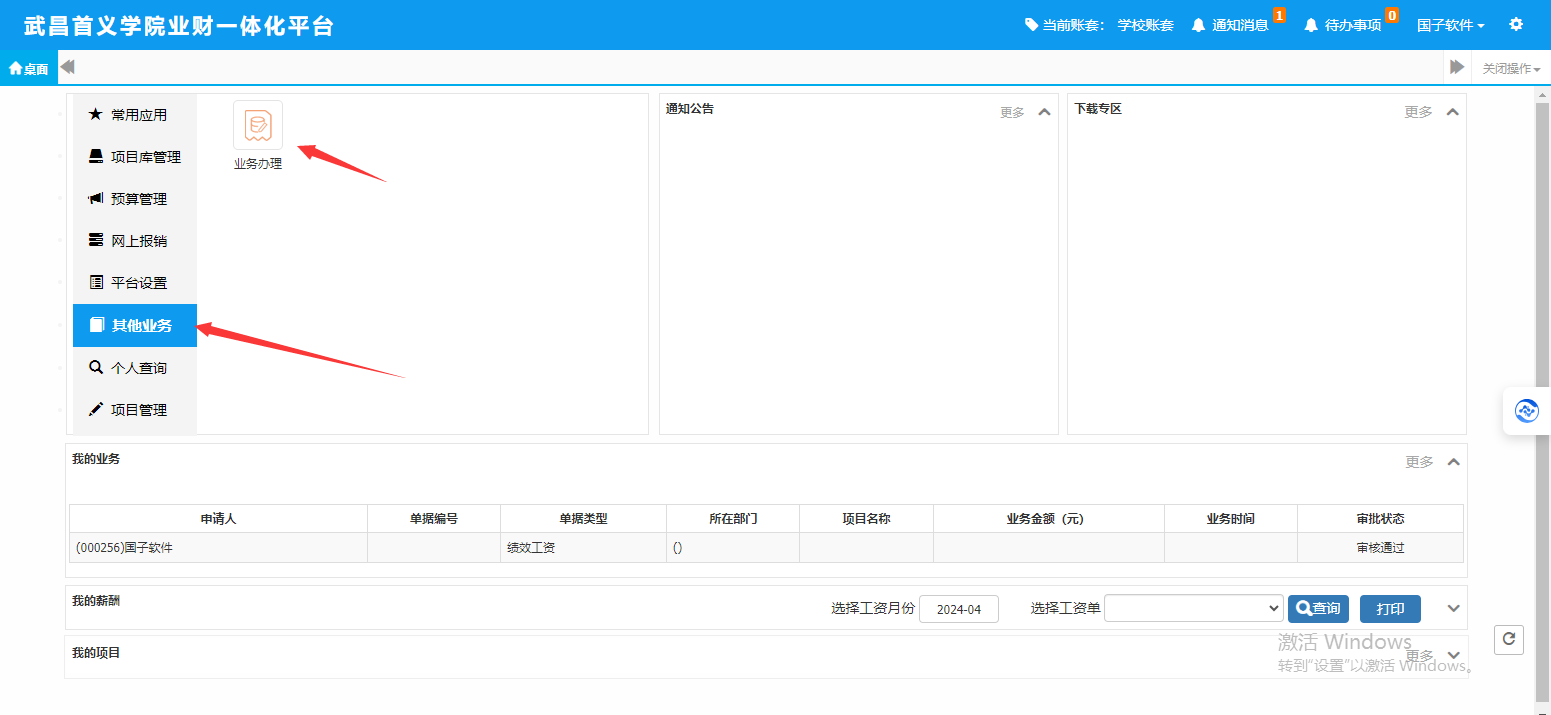 武昌首义学院业财一体化平台
当前账套: 学校账套 通知消息 1 待办事项 0 国子软件
桌面 关闭操作
常用应用
项目库管理
预算管理
网上报销
平台设置
其他业务
个人查询
项目管理
业务办理
通知公告 更多
下载专区 更多
我的业务 更多
申请人 单据编号 单据类型 所在部门 项目名称 业务金额（元） 业务时间 审批状态
(000256)国子软件 绩效工资 () 审核通过
我的薪酬 选择工资月份 2024-04 选择工资单 查询 打印
我的项目 更多
激活 Windows
转到"设置"以激活 Windows。